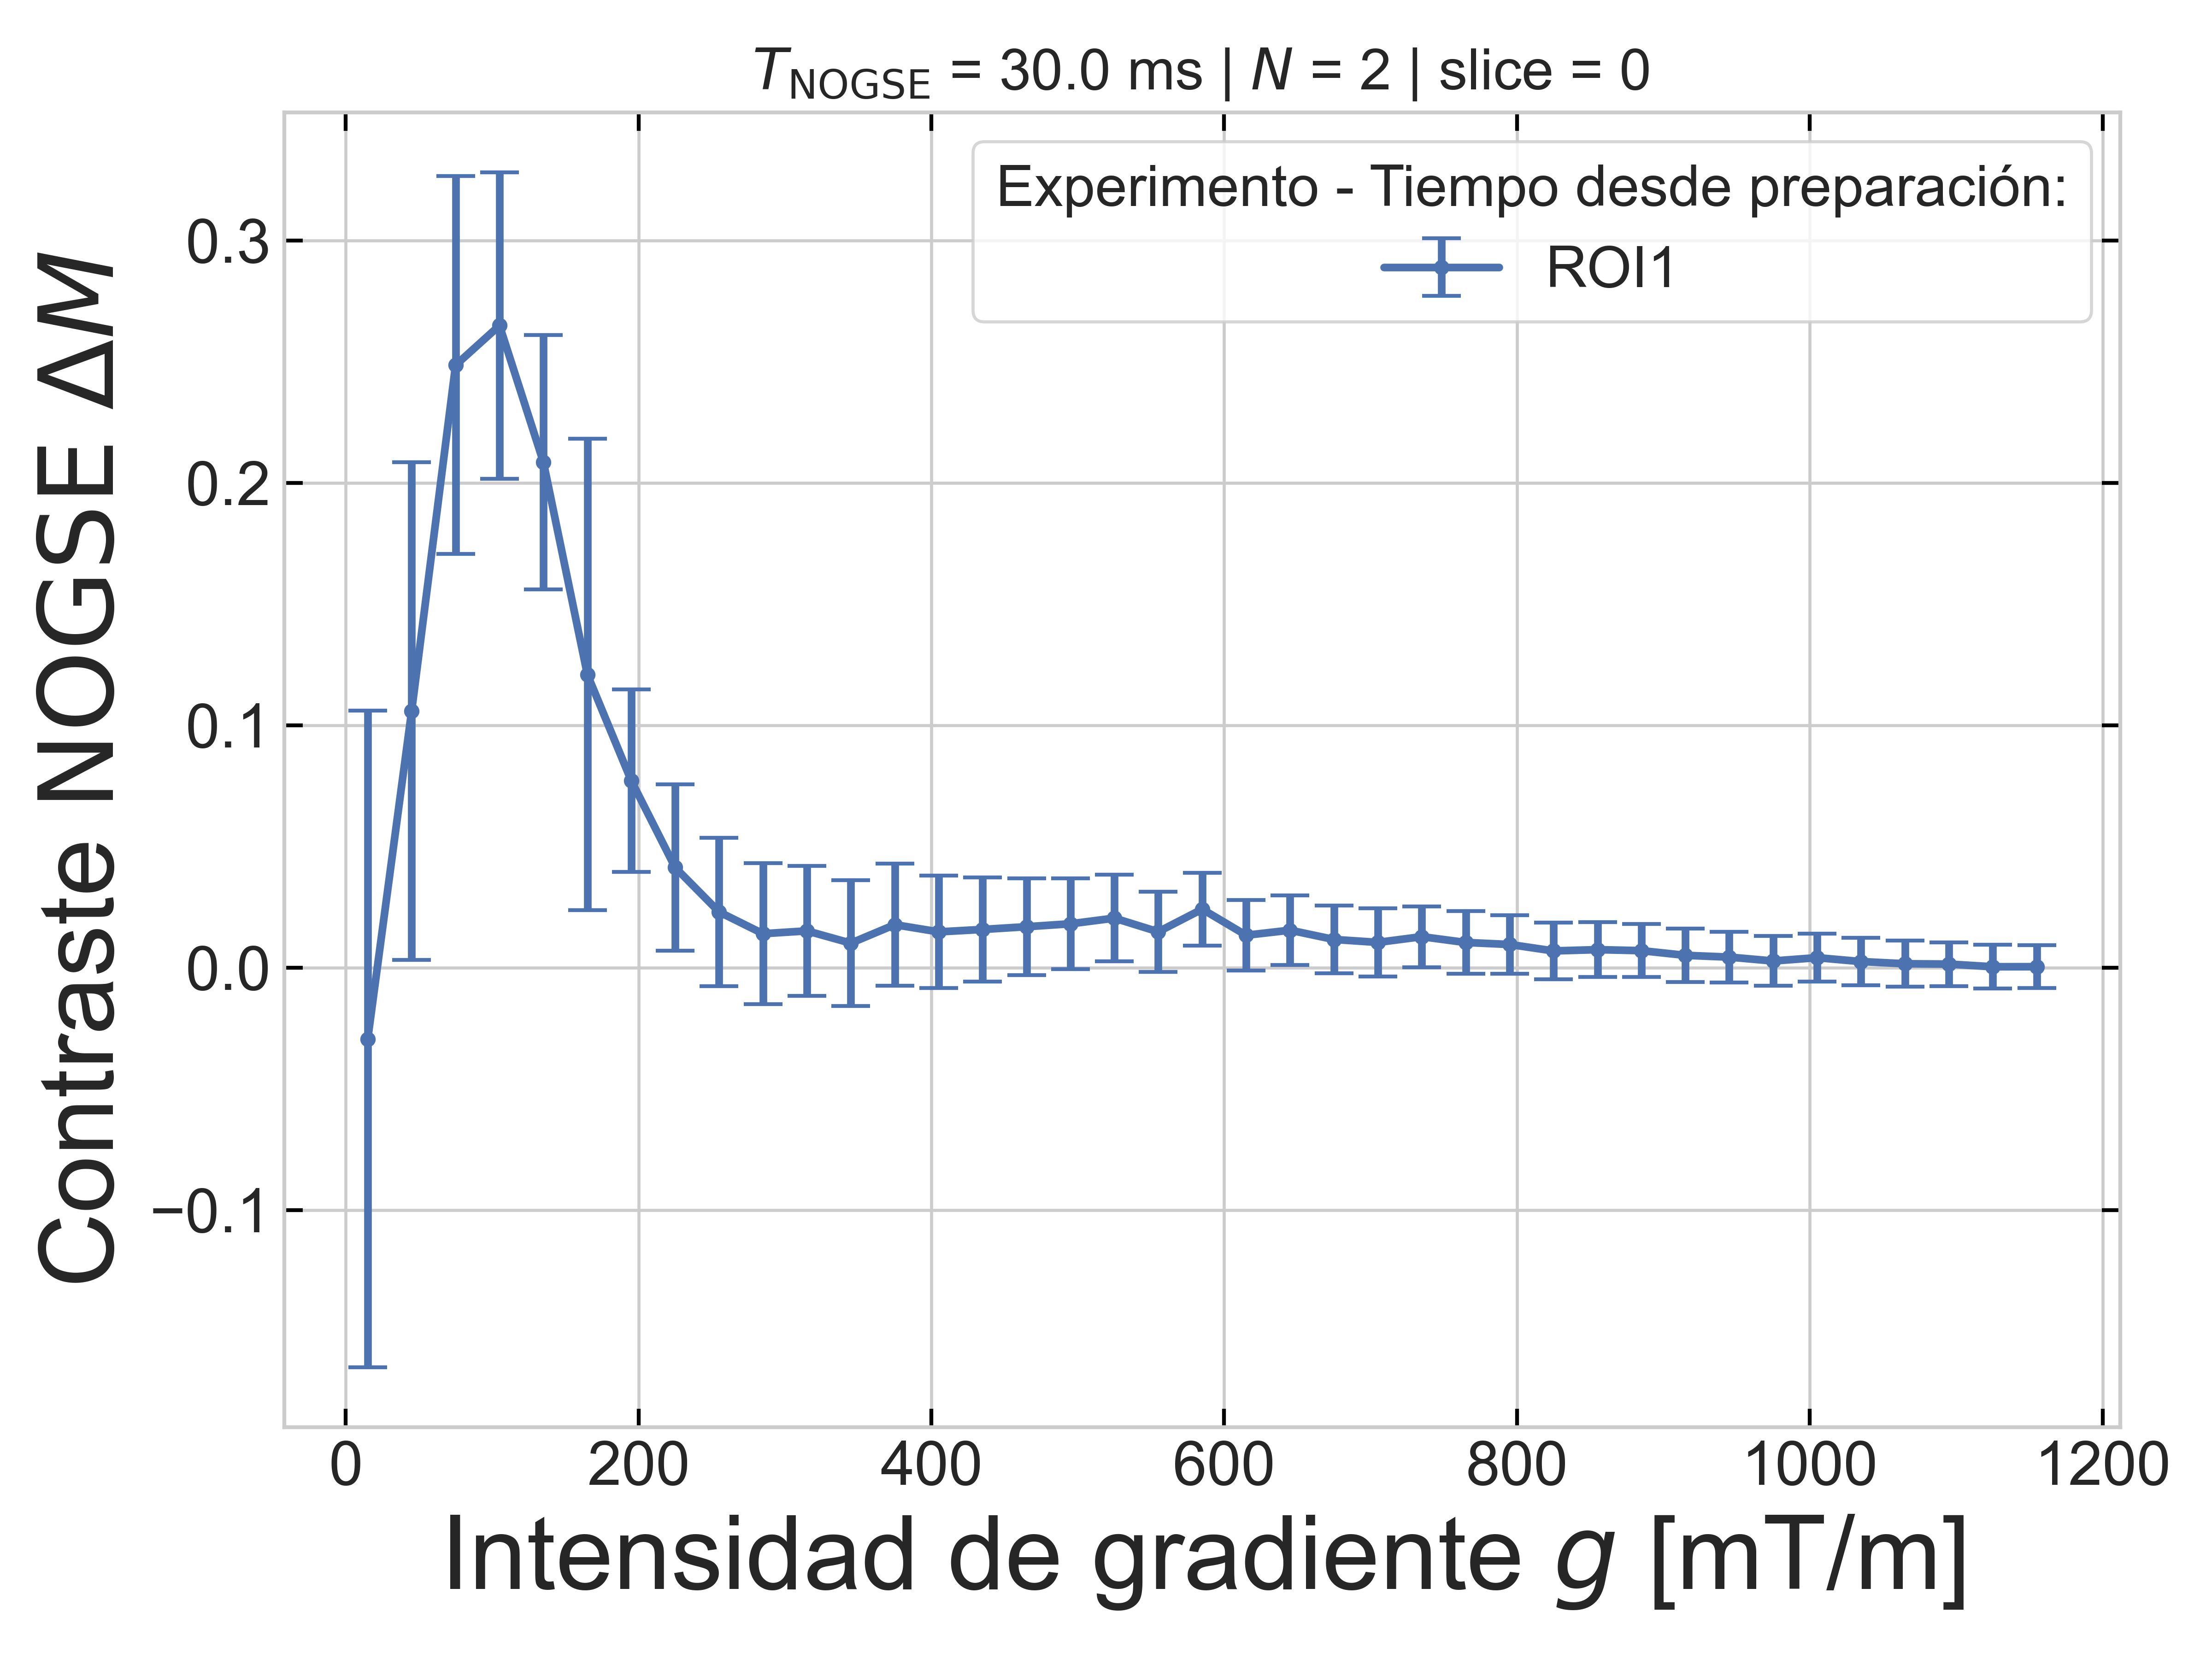 T_NOGSE = 30.0 ms | N = 2 | slice = 0
Experimento - Tiempo desde preparación:
ROI1
Contraste NOGSE ΔM
0.3
0.2
0.1
0.0
−0.1
0 200 400 600 800 1000 1200
Intensidad de gradiente g [mT/m]